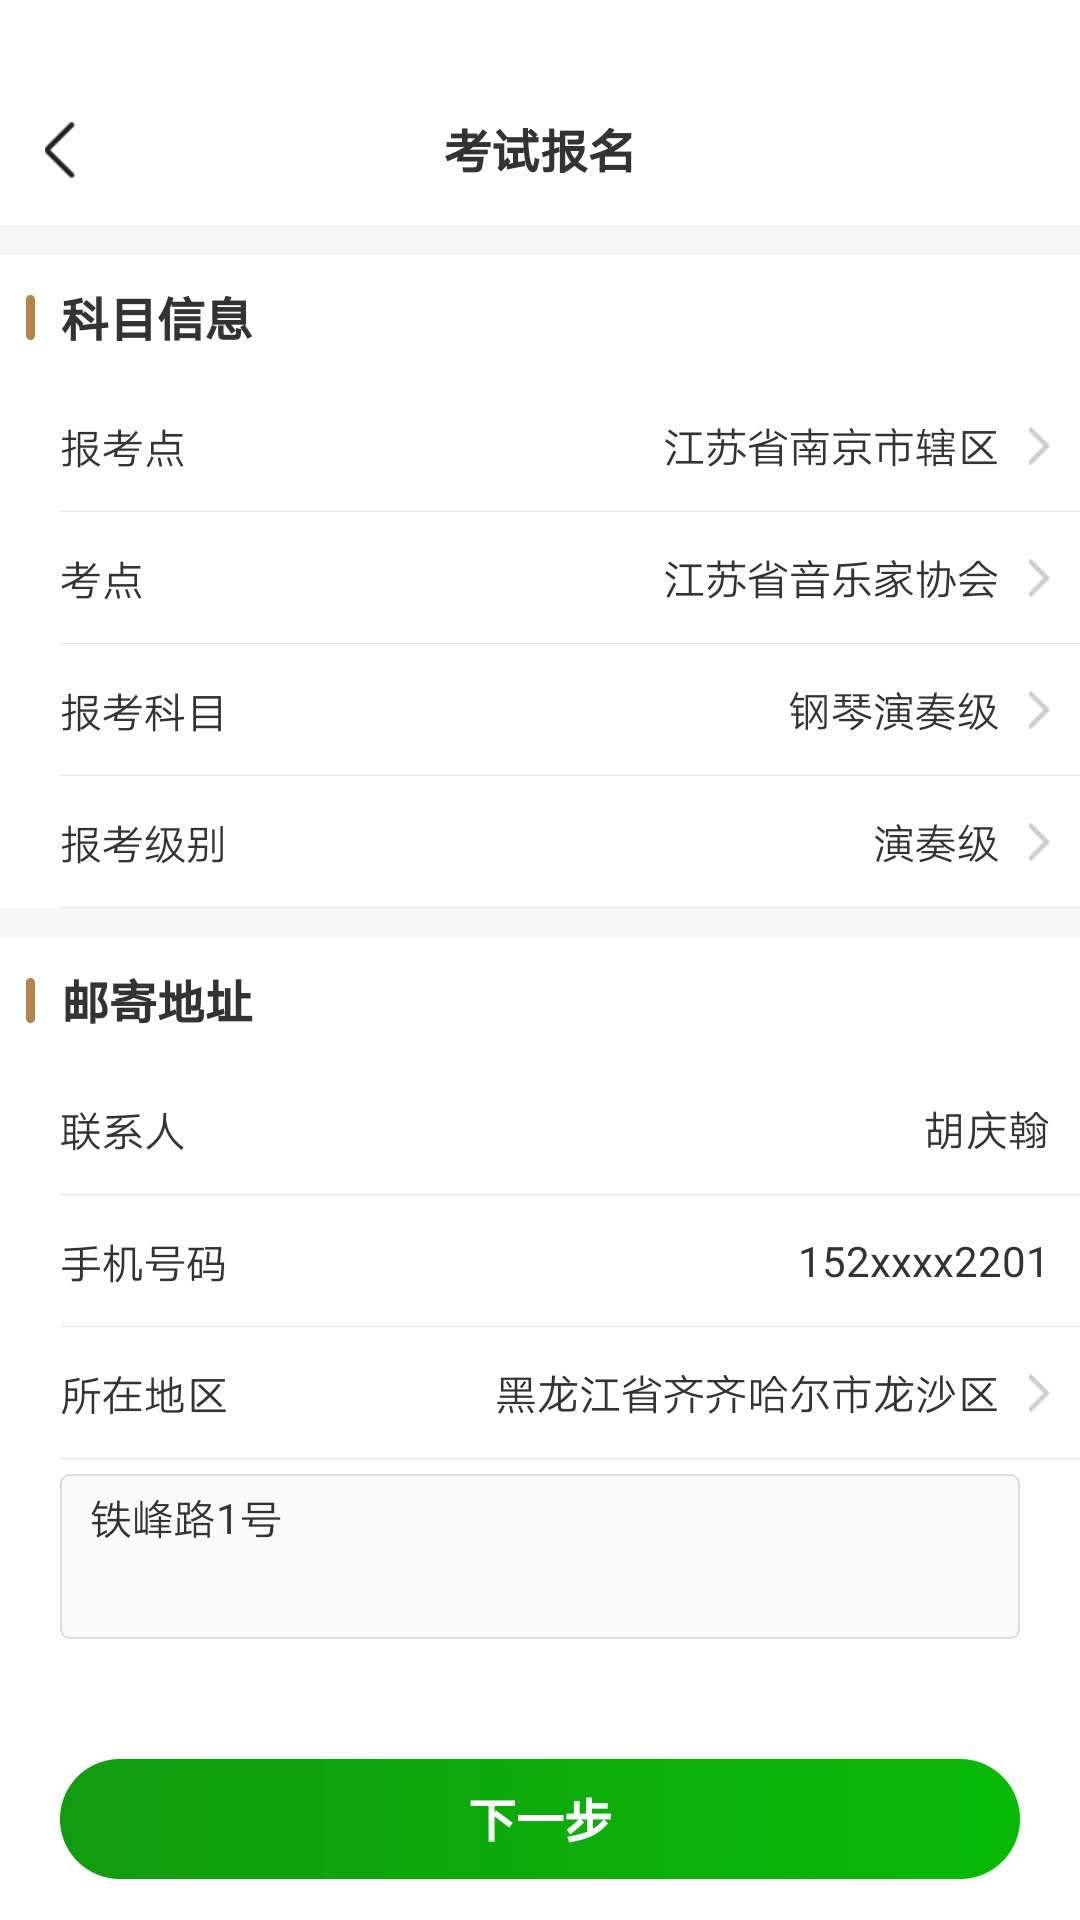 考试报名
科目信息
报考点 江苏省南京市辖区
考点 江苏省音乐家协会
报考科目 钢琴演奏级
报考级别 演奏级
邮寄地址
联系人 胡庆翰
手机号码 152xxxx2201
所在地区 黑龙江省齐齐哈尔市龙沙区
铁峰路1号
下一步